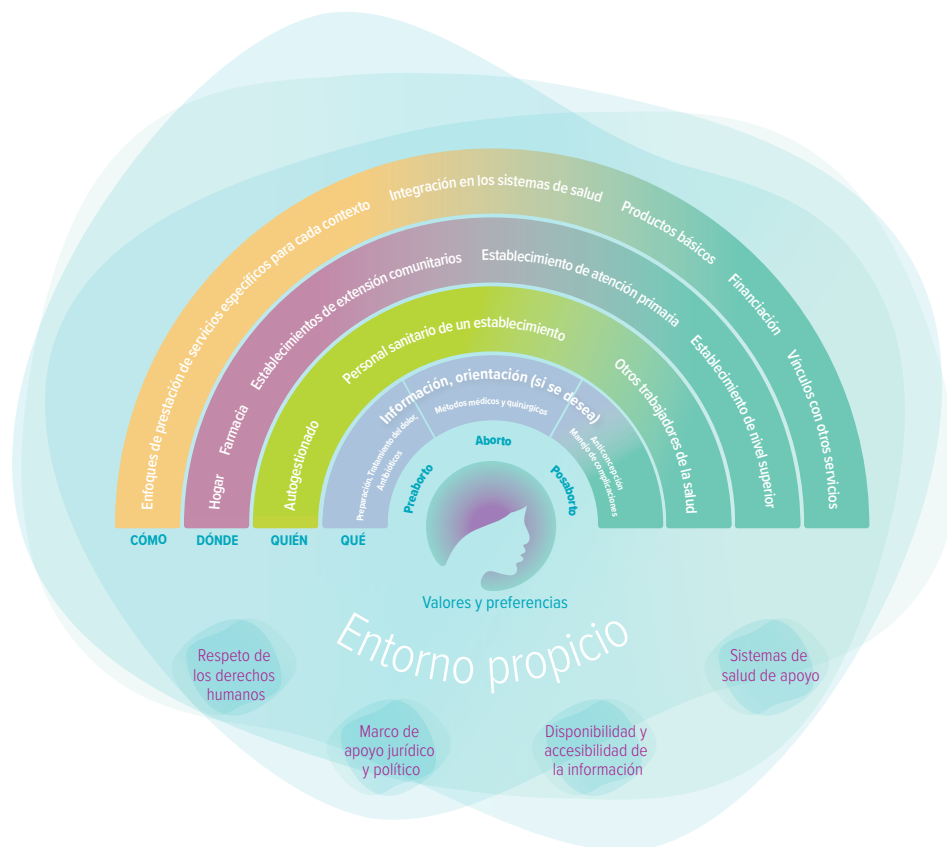 Enfoques de prestación de servicios específicos para cada contexto
Integración en los sistemas de salud
Productos básicos
Financiación
Vínculos con otros servicios
Hogar
Farmacia
Establecimientos de extensión comunitarios
Establecimiento de atención primaria
Establecimiento de nivel superior
Autogestionado
Personal sanitario de un establecimiento
Otros trabajadores de la salud
Información, orientación (si se desea)
Preparación, Tratamiento del dolor,
Antibióticos
Métodos médicos y quirúrgicos
Anticoncepción
Manejo de complicaciones
Preaborto
Aborto
Posaborto
CÓMO
DÓNDE
QUIÉN
QUÉ
Valores y preferencias
Entorno propicio
Respeto de
los derechos
humanos
Marco de
apoyo jurídico
y político
Disponibilidad y
accesibilidad de
la información
Sistemas de
salud de apoyo